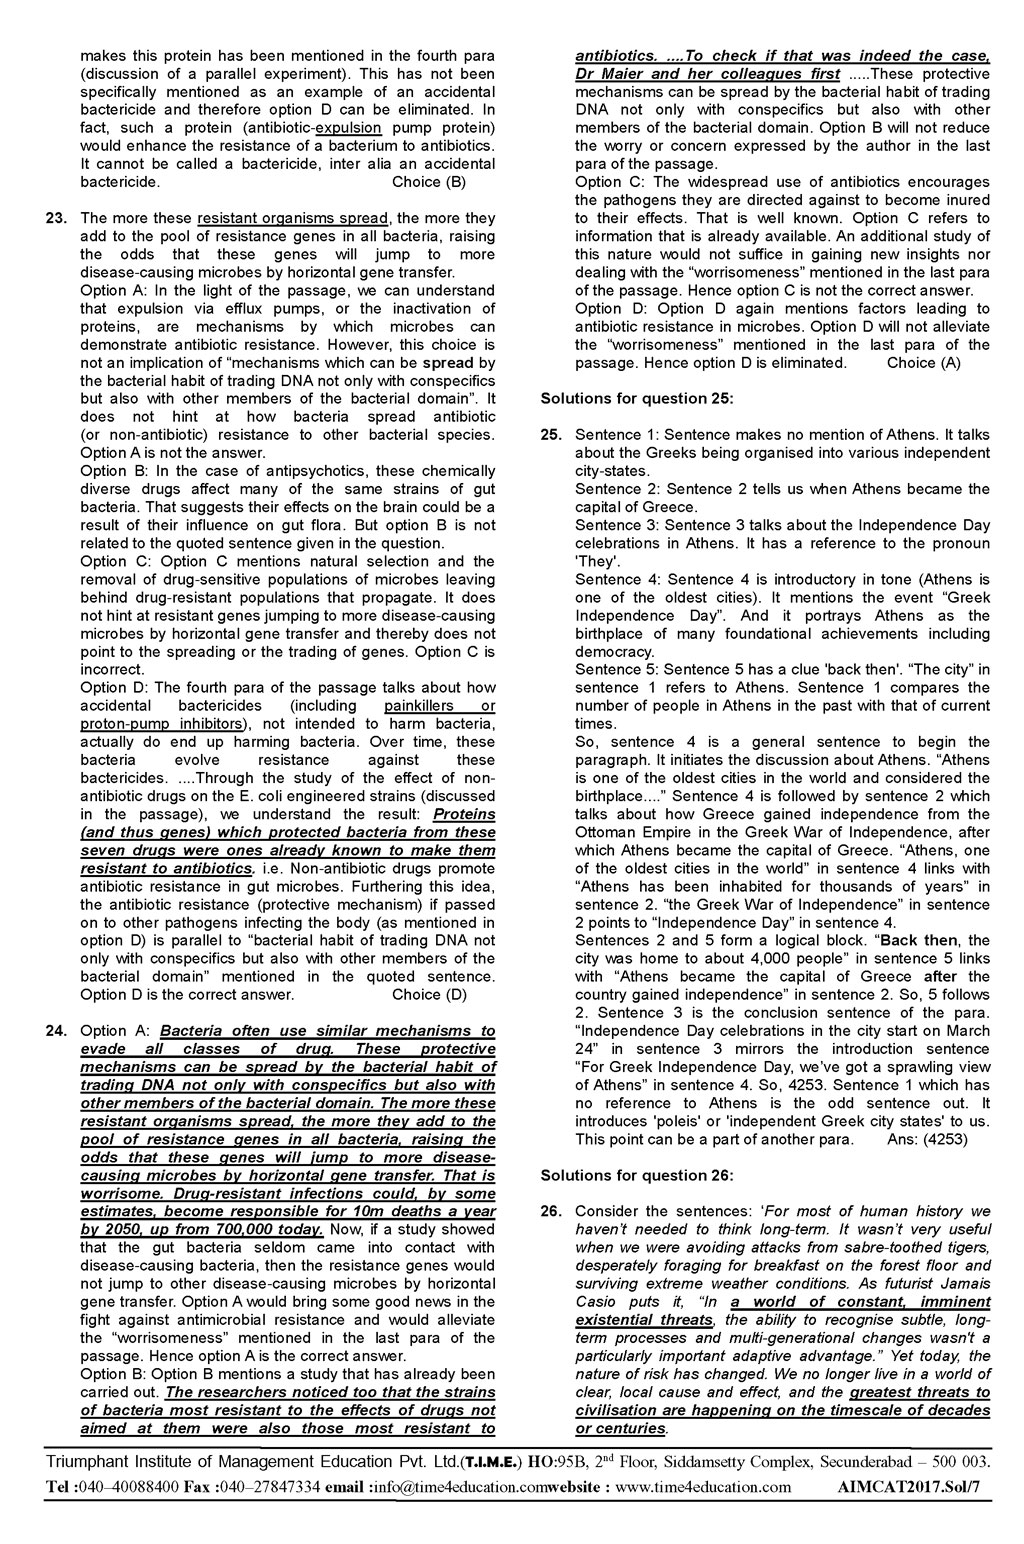 makes this protein has been mentioned in the fourth para
(discussion of a parallel experiment). This has not been
specifically mentioned as an example of an accidental
bactericide and therefore option D can be eliminated. In
fact, such a protein (antibiotic-expulsion pump protein)
would enhance the resistance of a bacterium to antibiotics.
It cannot be called a bactericide, inter alia an accidental
bactericide. Choice (B)
23. The more these resistant organisms spread, the more they
add to the pool of resistance genes in all bacteria, raising
the odds that these genes will jump to more
disease-causing microbes by horizontal gene transfer.
Option A: In the light of the passage, we can understand
that expulsion via efflux pumps, or the inactivation of
proteins, are mechanisms by which microbes can
demonstrate antibiotic resistance. However, this choice is
not an implication of “mechanisms which can be spread by
the bacterial habit of trading DNA not only with conspecifics
but also with other members of the bacterial domain”. It
does not hint at how bacteria spread antibiotic
(or non-antibiotic) resistance to other bacterial species.
Option A is not the answer.
Option B: In the case of antipsychotics, these chemically
diverse drugs affect many of the same strains of gut
bacteria. That suggests their effects on the brain could be a
result of their influence on gut flora. But option B is not
related to the quoted sentence given in the question.
Option C: Option C mentions natural selection and the
removal of drug-sensitive populations of microbes leaving
behind drug-resistant populations that propagate. It does
not hint at resistant genes jumping to more disease-causing
microbes by horizontal gene transfer and thereby does not
point to the spreading or the trading of genes. Option C is
incorrect.
Option D: The fourth para of the passage talks about how
accidental bactericides (including painkillers or
proton-pump inhibitors), not intended to harm bacteria,
actually do end up harming bacteria. Over time, these
bacteria evolve resistance against these
bactericides. ....Through the study of the effect of non-
antibiotic drugs on the E. coli engineered strains (discussed
in the passage), we understand the result: Proteins
(and thus genes) which protected bacteria from these
seven drugs were ones already known to make them
resistant to antibiotics. i.e. Non-antibiotic drugs promote
antibiotic resistance in gut microbes. Furthering this idea,
the antibiotic resistance (protective mechanism) if passed
on to other pathogens infecting the body (as mentioned in
option D) is parallel to “bacterial habit of trading DNA not
only with conspecifics but also with other members of the
bacterial domain” mentioned in the quoted sentence.
Option D is the correct answer. Choice (D)
24. Option A: Bacteria often use similar mechanisms to
evade all classes of drug. These protective
mechanisms can be spread by the bacterial habit of
trading DNA not only with conspecifics but also with
other members of the bacterial domain. The more these
resistant organisms spread, the more they add to the
pool of resistance genes in all bacteria, raising the
odds that these genes will jump to more disease-
causing microbes by horizontal gene transfer. That is
worrisome. Drug-resistant infections could, by some
estimates, become responsible for 10m deaths a year
by 2050, up from 700,000 today. Now, if a study showed
that the gut bacteria seldom came into contact with
disease-causing bacteria, then the resistance genes would
not jump to other disease-causing microbes by horizontal
gene transfer. Option A would bring some good news in the
fight against antimicrobial resistance and would alleviate
the “worrisomeness” mentioned in the last para of the
passage. Hence option A is the correct answer.
Option B: Option B mentions a study that has already been
carried out. The researchers noticed too that the strains
of bacteria most resistant to the effects of drugs not
aimed at them were also those most resistant to
antibiotics. ....To check if that was indeed the case,
Dr Maier and her colleagues first .....These protective
mechanisms can be spread by the bacterial habit of trading
DNA not only with conspecifics but also with other
members of the bacterial domain. Option B will not reduce
the worry or concern expressed by the author in the last
para of the passage.
Option C: The widespread use of antibiotics encourages
the pathogens they are directed against to become inured
to their effects. That is well known. Option C refers to
information that is already available. An additional study of
this nature would not suffice in gaining new insights nor
dealing with the “worrisomeness” mentioned in the last para
of the passage. Hence option C is not the correct answer.
Option D: Option D again mentions factors leading to
antibiotic resistance in microbes. Option D will not alleviate
the “worrisomeness” mentioned in the last para of the
passage. Hence option D is eliminated. Choice (A)
Solutions for question 25:
25. Sentence 1: Sentence makes no mention of Athens. It talks
about the Greeks being organised into various independent
city-states.
Sentence 2: Sentence 2 tells us when Athens became the
capital of Greece.
Sentence 3: Sentence 3 talks about the Independence Day
celebrations in Athens. It has a reference to the pronoun
'They'.
Sentence 4: Sentence 4 is introductory in tone (Athens is
one of the oldest cities). It mentions the event “Greek
Independence Day”. And it portrays Athens as the
birthplace of many foundational achievements including
democracy.
Sentence 5: Sentence 5 has a clue 'back then'. “The city” in
sentence 1 refers to Athens. Sentence 1 compares the
number of people in Athens in the past with that of current
times.
So, sentence 4 is a general sentence to begin the
paragraph. It initiates the discussion about Athens. “Athens
is one of the oldest cities in the world and considered the
birthplace....” Sentence 4 is followed by sentence 2 which
talks about how Greece gained independence from the
Ottoman Empire in the Greek War of Independence, after
which Athens became the capital of Greece. “Athens, one
of the oldest cities in the world” in sentence 4 links with
“Athens has been inhabited for thousands of years” in
sentence 2. “the Greek War of Independence” in sentence
2 points to “Independence Day” in sentence 4.
Sentences 2 and 5 form a logical block. “Back then, the
city was home to about 4,000 people” in sentence 5 links
with “Athens became the capital of Greece after the
country gained independence” in sentence 2. So, 5 follows
2. Sentence 3 is the conclusion sentence of the para.
“Independence Day celebrations in the city start on March
24” in sentence 3 mirrors the introduction sentence
“For Greek Independence Day, we’ve got a sprawling view
of Athens” in sentence 4. So, 4253. Sentence 1 which has
no reference to Athens is the odd sentence out. It
introduces 'poleis' or 'independent Greek city states' to us.
This point can be a part of another para. Ans: (4253)
Solutions for question 26:
26. Consider the sentences: ‘For most of human history we
haven’t needed to think long-term. It wasn’t very useful
when we were avoiding attacks from sabre-toothed tigers,
desperately foraging for breakfast on the forest floor and
surviving extreme weather conditions. As futurist Jamais
Casio puts it, “In a world of constant, imminent
existential threats, the ability to recognise subtle, long-
term processes and multi-generational changes wasn't a
particularly important adaptive advantage.” Yet today, the
nature of risk has changed. We no longer live in a world of
clear, local cause and effect, and the greatest threats to
civilisation are happening on the timescale of decades
or centuries.
Triumphant Institute of Management Education Pvt. Ltd.(T.I.M.E.) HO:95B, 2nd Floor, Siddamsetty Complex, Secunderabad – 500 003.
Tel :040–40088400 Fax :040–27847334 email :info@time4education.comwebsite : www.time4education.com AIMCAT2017.Sol/7